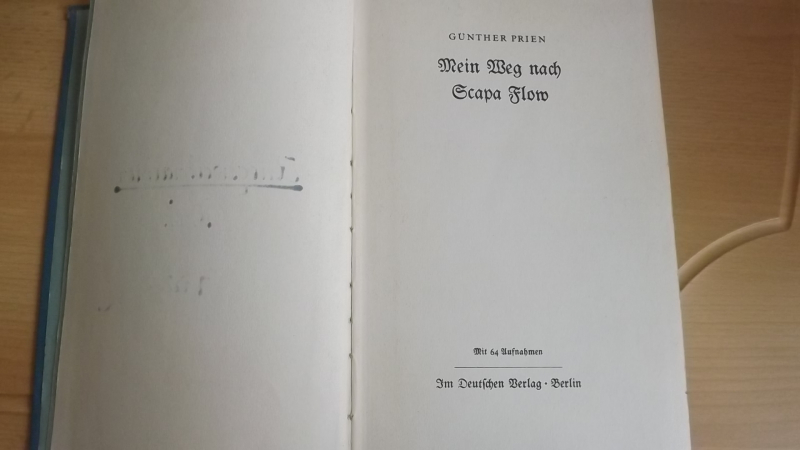 GÜNTHER PRIEN
Mein Weg nach
Scapa Flow
Mit 64 Aufnahmen
Im Deutschen Verlag · Berlin